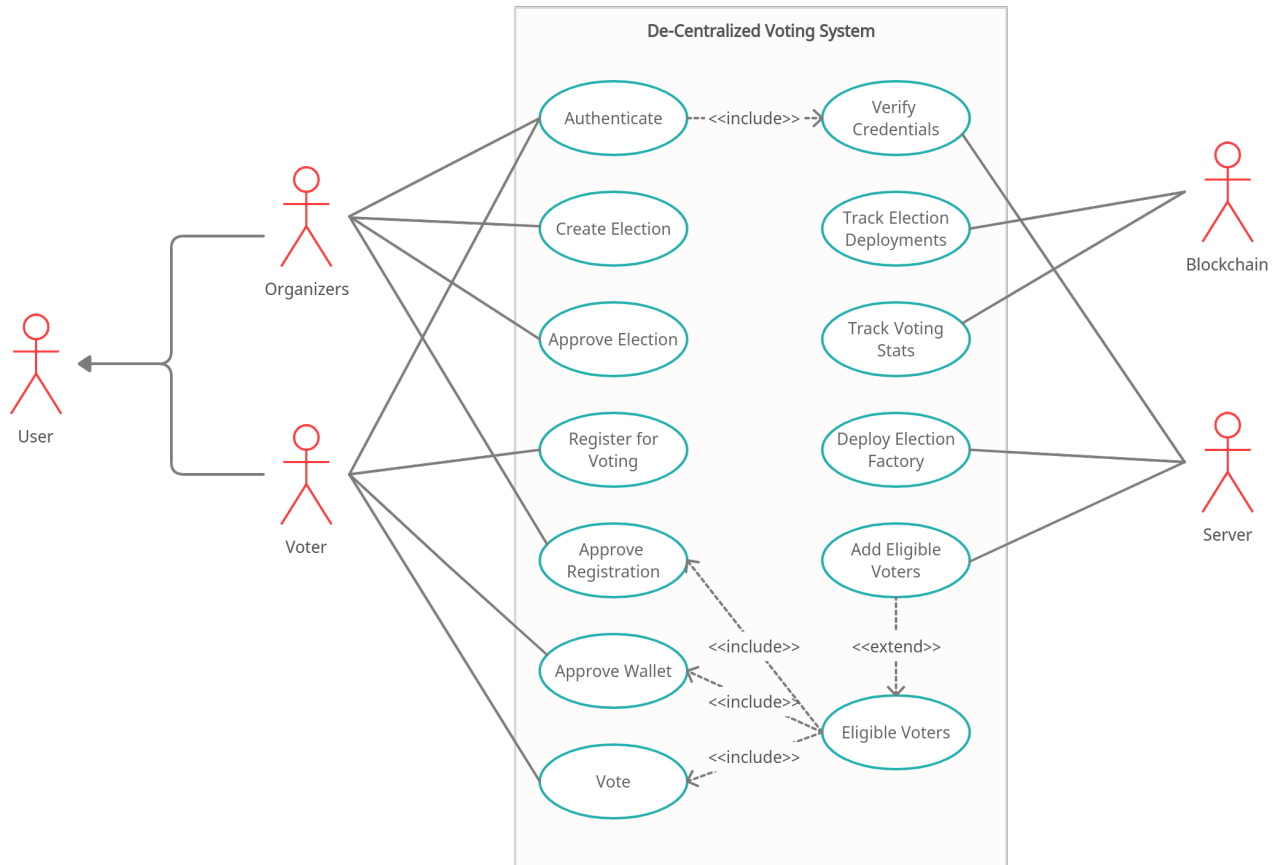 De-Centralized Voting System
Authenticate
<<include>>
Verify
Credentials
Organizers
Create Election
Track Election
Deployments
Blockchain
Approve Election
Track Voting
Stats
User
Voter
Register for
Voting
Deploy Election
Factory
Server
Approve
Registration
Add Eligible
Voters
<<include>>
<<extend>>
Approve Wallet
<<include>>
Eligible Voters
<<include>>
Vote